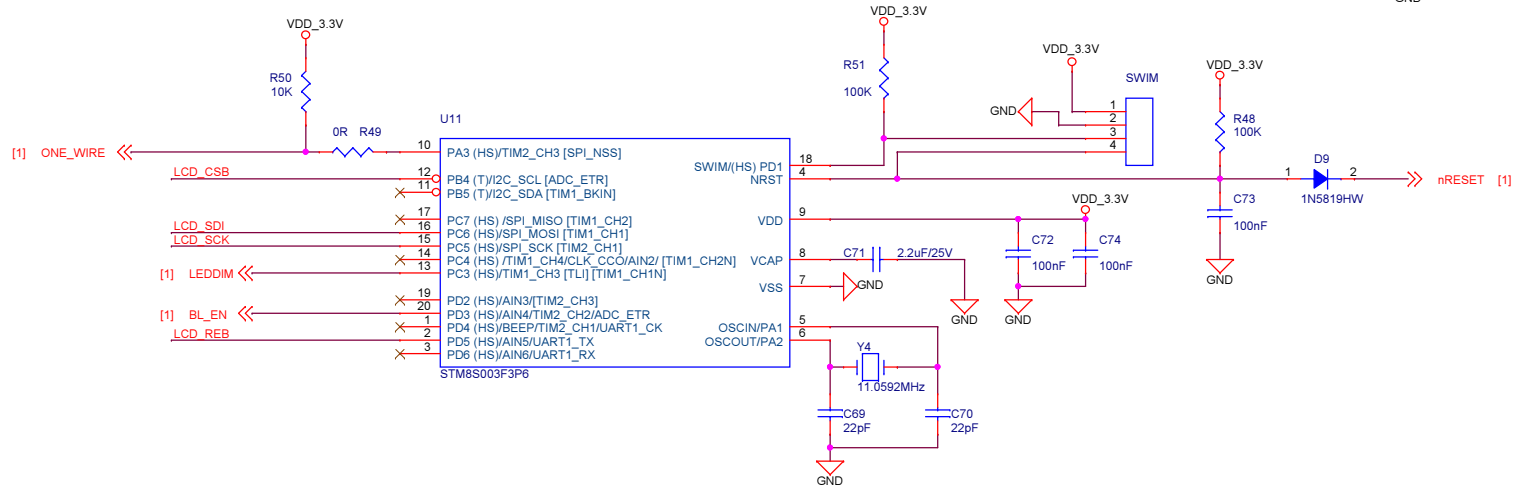 GND
VDD_3.3V
R50
10K
0R R49
[1] ONE_WIRE
LCD_CSB
LCD_SDI
LCD_SCK
[1] LEDDIM
[1] BL_EN
LCD_REB
U11
10 PA3 (HS)/TIM2_CH3 [SPI_NSS]
12 PB4 (T)/I2C_SCL [ADC_ETR]
11 PB5 (T)/I2C_SDA [TIM1_BKIN]
17 PC7 (HS) /SPI_MISO [TIM1_CH2]
16 PC6 (HS)/SPI_MOSI [TIM1_CH1]
15 PC5 (HS)/SPI_SCK [TIM2_CH1]
14 PC4 (HS) /TIM1_CH4/CLK_CCO/AIN2/ [TIM1_CH2N]
13 PC3 (HS)/TIM1_CH3 [TLI] [TIM1_CH1N]
19 PD2 (HS)/AIN3/[TIM2_CH3]
20 PD3 (HS)/AIN4/TIM2_CH2/ADC_ETR
1 PD4 (HS)/BEEP/TIM2_CH1/UART1_CK
2 PD5 (HS)/AIN5/UART1_TX
3 PD6 (HS)/AIN6/UART1_RX
STM8S003F3P6
SWIM/(HS) PD1 18
NRST 4
VDD 9
VCAP 8
VSS 7
OSCIN/PA1 5
OSCOUT/PA2 6
VDD_3.3V
R51
100K
VDD_3.3V
SWIM
GND
1
2
3
4
VDD_3.3V
R48
100K
D9
1 2
1N5819HW
nRESET [1]
C73
100nF
GND
VDD_3.3V
C72
100nF
C74
100nF
GND
C71 2.2uF/25V
GND
GND
Y4
11.0592MHz
C69
22pF
C70
22pF
GND